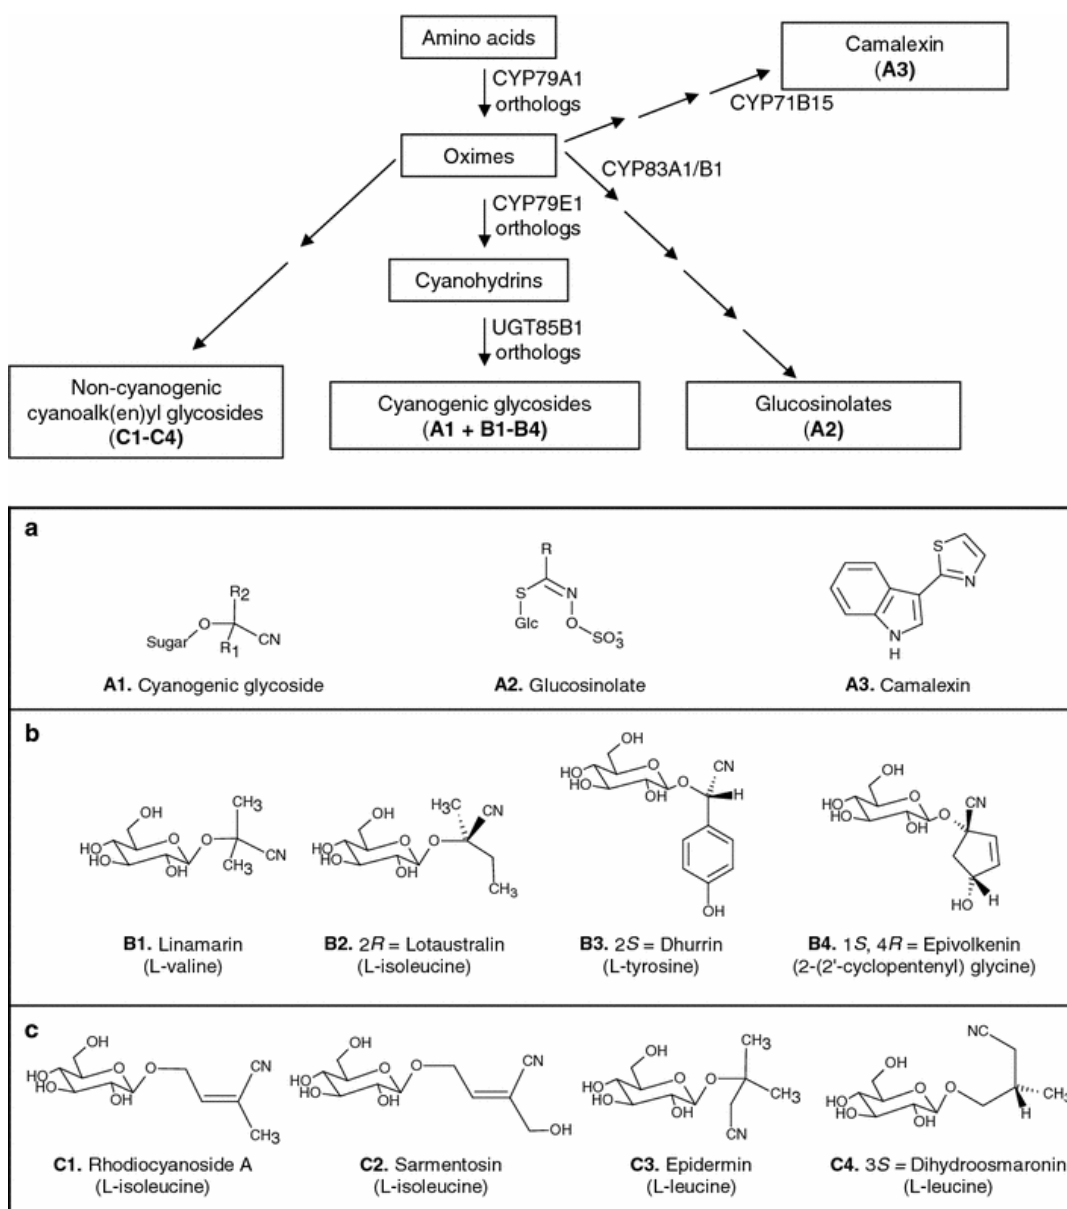 Amino acids
CYP79A1
orthologs
Camalexin
(A3)
CYP71B15
Oximes
CYP83A1/B1
CYP79E1
orthologs
Cyanohydrins
UGT85B1
orthologs
Non-cyanogenic
cyanoalk(en)yl glycosides
(C1-C4)
Cyanogenic glycosides
(A1 + B1-B4)
Glucosinolates
(A2)
a
R2
O
Sugar
R1
CN
A1. Cyanogenic glycoside
R
S
N
Glc
O
SO3-
A2. Glucosinolate
S
N
N
H
A3. Camalexin
b
OH
HO
HO
O
OH
O
CH3
CN
CH3
B1. Linamarin
(L-valine)
OH
HO
HO
O
OH
O
H3C
CN
CH3
B2. 2R = Lotaustralin
(L-isoleucine)
OH
HO
HO
O
OH
O
CN
H
OH
B3. 2S = Dhurrin
(L-tyrosine)
OH
HO
HO
O
OH
O
CN
HO
H
B4. 1S, 4R = Epivolkenin
(2-(2'-cyclopentenyl) glycine)
c
OH
HO
HO
O
OH
O
CN
CH3
C1. Rhodiocyanoside A
(L-isoleucine)
OH
HO
HO
O
OH
O
CN
OH
C2. Sarmentosin
(L-isoleucine)
OH
HO
HO
O
OH
O
CH3
CH3
CN
C3. Epidermin
(L-leucine)
NC
OH
HO
HO
O
OH
O
CH3
H
C4. 3S = Dihydroosmaronin
(L-leucine)